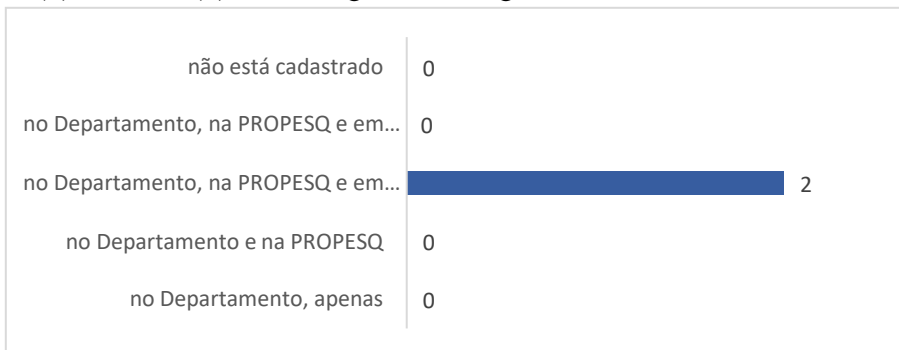 não está cadastrado 0
no Departamento, na PROPESQ e em... 0
no Departamento, na PROPESQ e em... 2
no Departamento e na PROPESQ 0
no Departamento, apenas 0